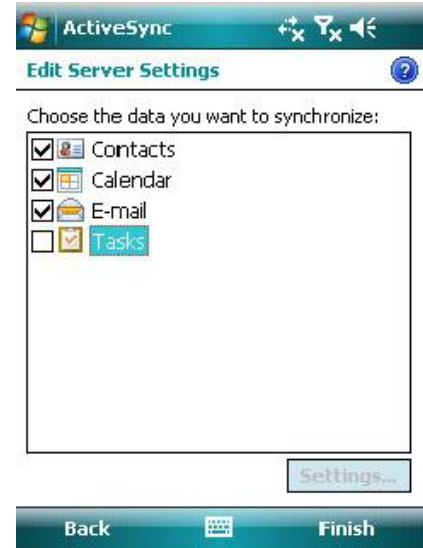 ActiveSync
Edit Server Settings
Choose the data you want to synchronize:
Contacts
Calendar
E-mail
Tasks
Settings...
Back Finish